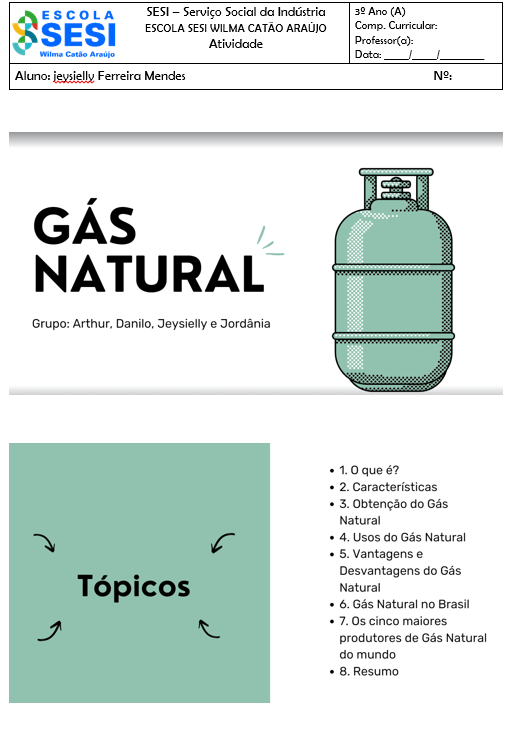 ESCOLA
SESI
Wilma Catão Araújo
SESI – Serviço Social da Indústria
ESCOLA SESI WILMA CATÃO ARAÚJO
Atividade
3º Ano (A)
Comp. Curricular:
Professor(a):
Data: ____/____/________
Aluno: jeysielly Ferreira Mendes
Nº:
GÁS
NATURAL
Grupo: Arthur, Danilo, Jeysielly e Jordânia
Tópicos
• 1. O que é?
• 2. Características
• 3. Obtenção do Gás
Natural
• 4. Usos do Gás Natural
• 5. Vantagens e
Desvantagens do Gás
Natural
• 6. Gás Natural no Brasil
• 7. Os cinco maiores
produtores de Gás Natural
do mundo
• 8. Resumo